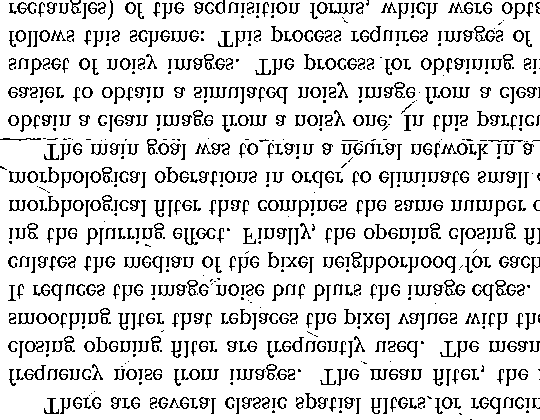 There are several classic spatial filters for reducin
frequency noise from images. The mean filter, the
closing opening filter are frequently used. The mean
smoothing filter that replaces the pixel values with the
It reduces the image noise but blurs the image edges.
culates the median of the pixel neighborhood for each
ing the blurring effect. Finally, the opening closing fil
morphological filter that combines the same number o
morphological operations in order to eliminate small
The main goal was to train a neural network in a
obtain a clean image from a noisy one. In this particu
easier to obtain a simulated noisy image from a clea
subset of noisy images. The process for obtaining si
follows this scheme: This process requires images of
rectangles) of the acquisition forms, which were obta